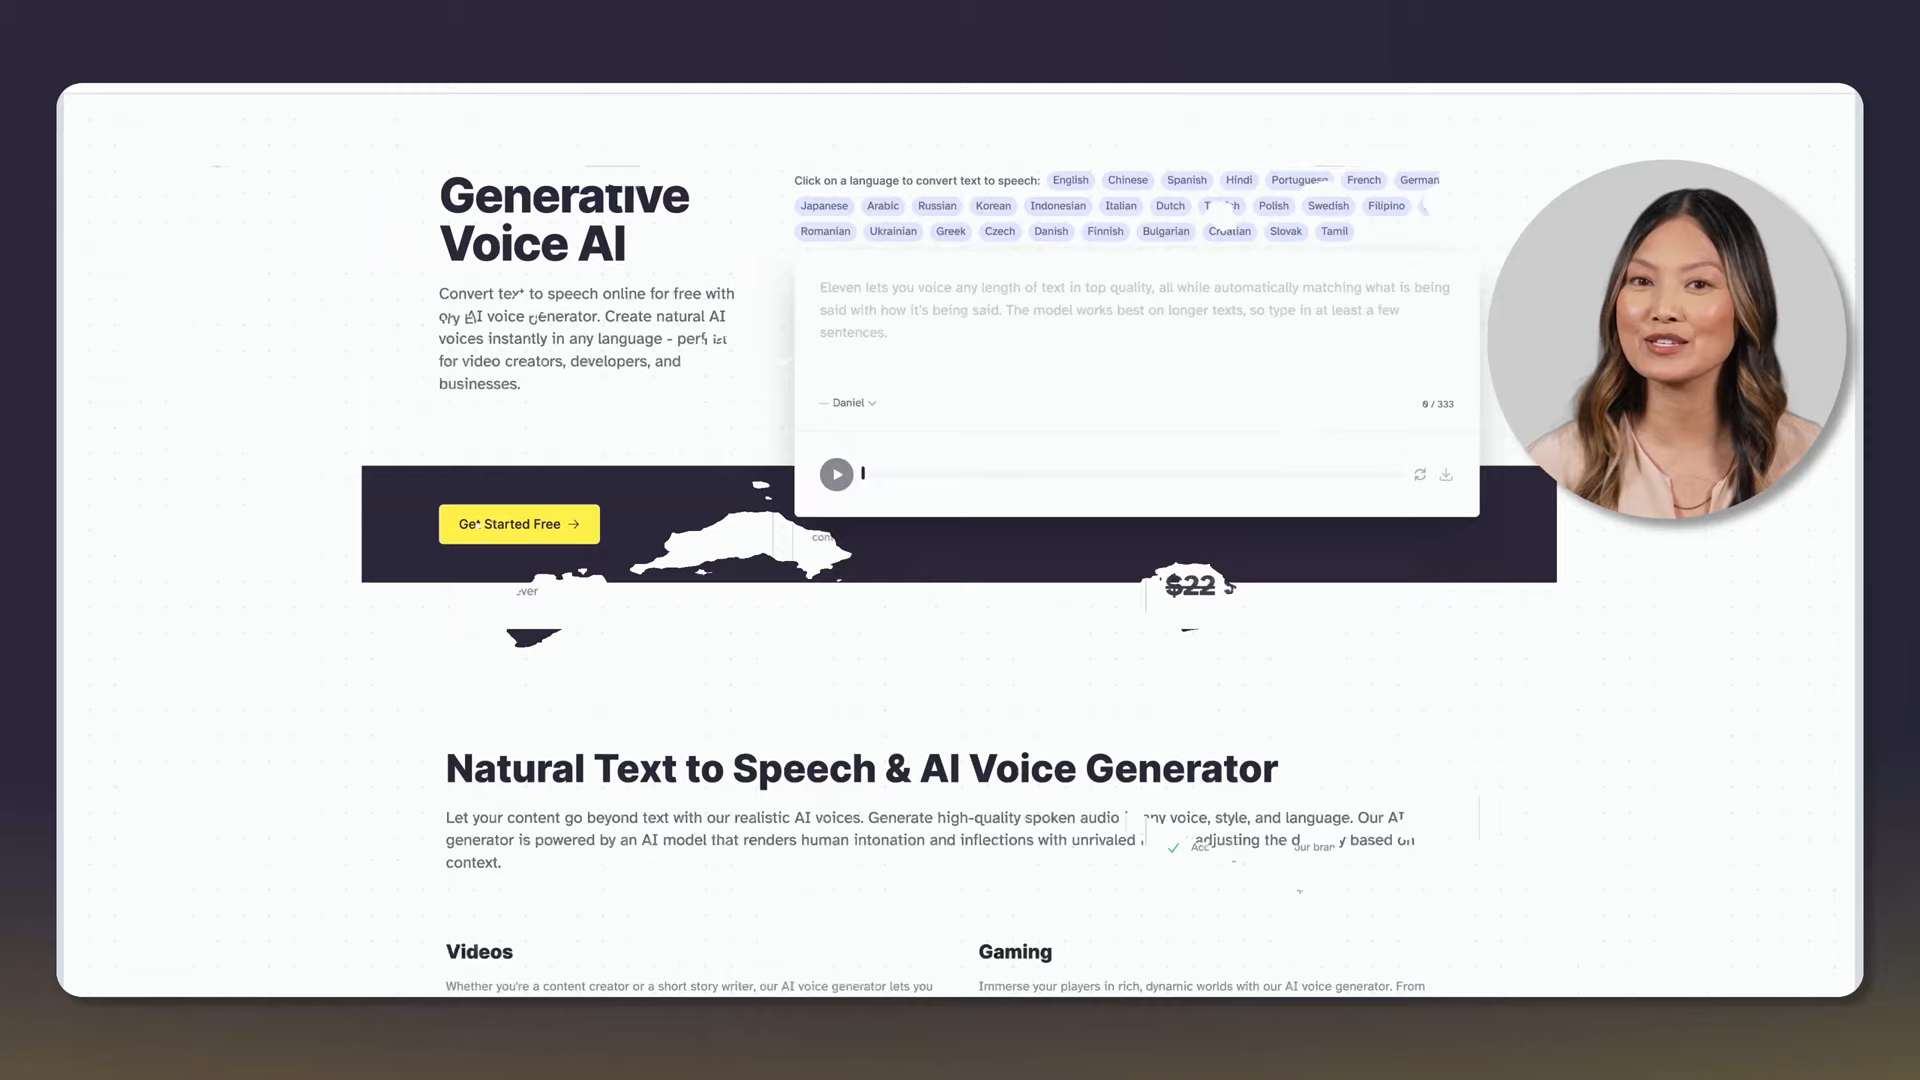 Generative
Voice AI
Convert text to speech online for free with
AI voice generator. Create natural AI
voices instantly in any language -
for video creators, developers, and
businesses.
Get Started Free →
Click on a language to convert text to speech: English Chinese Spanish Hindi Portuguese French German
Japanese Arabic Russian Korean Indonesian Italian Dutch Polish Swedish Filipino
Romanian Ukrainian Greek Czech Danish Finnish Bulgarian Croatian Slovak Tamil
Eleven lets you voice any length of text in top quality, all while automatically matching what is being
said with how it's being said. The model works best on longer texts, so type in at least a few
sentences.
— Daniel
0 / 333
$22
Natural Text to Speech & AI Voice Generator
Let your content go beyond text with our realistic AI voices. Generate high-quality spoken audio voice, style, and language. Our AI
generator is powered by an AI model that renders human intonation and inflections with unrivaled adjusting the based on
context.
Videos
Whether you're a content creator or a short story writer, our AI voice generator lets you
Gaming
Immerse your players in rich, dynamic worlds with our AI voice generator. From